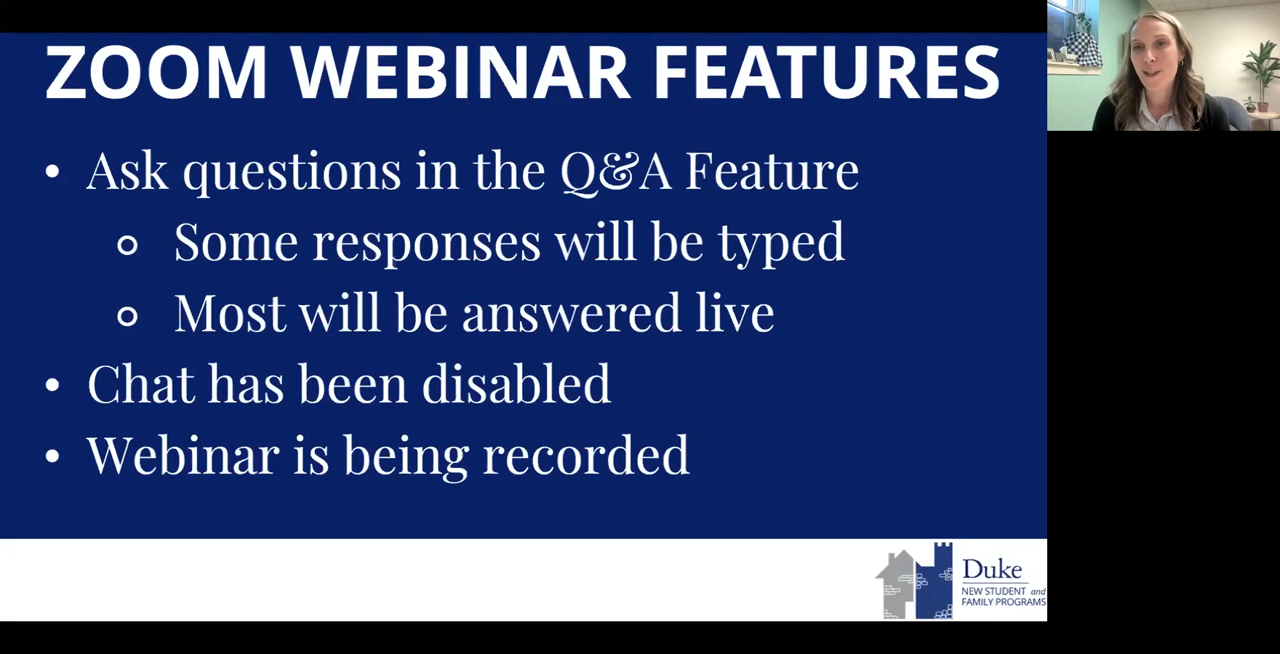 ZOOM WEBINAR FEATURES
• Ask questions in the Q&A Feature
○ Some responses will be typed
○ Most will be answered live
• Chat has been disabled
• Webinar is being recorded
Duke
NEW STUDENT and
FAMILY PROGRAMS